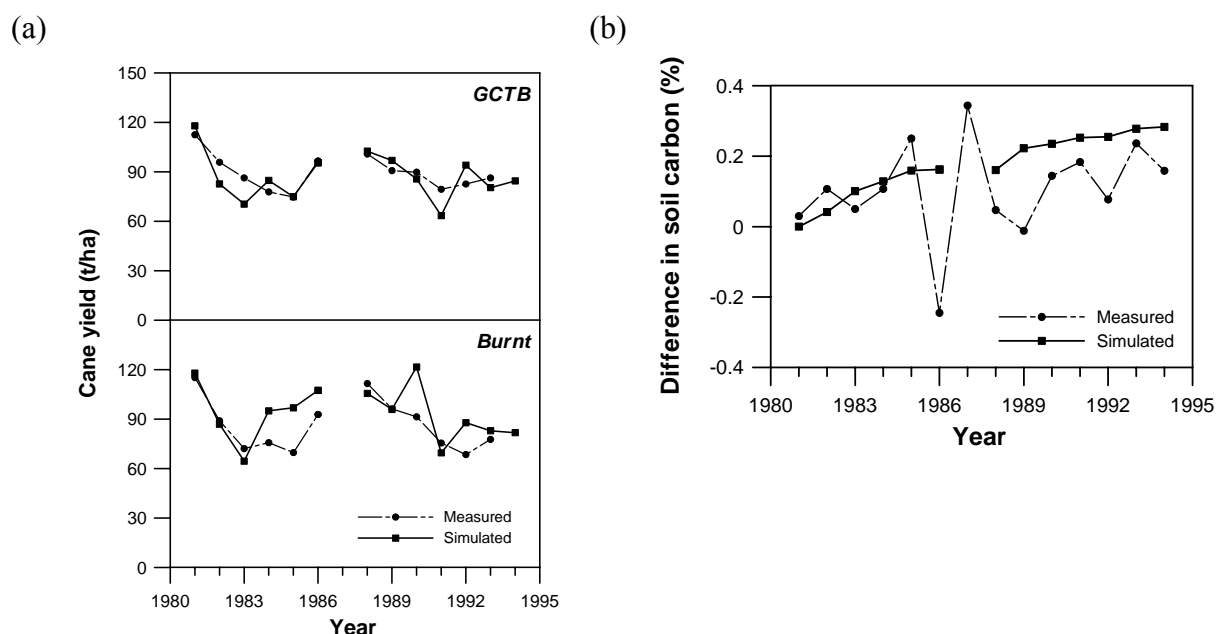 (a)
150
GCTB
120
90
60
30
0
Burnt
120
90
60
30
0
Cane yield (t/ha)
Measured
Simulated
1980 1983 1986 1989 1992 1995
Year
(b)
0.4
0.2
0
-0.2
-0.4
Difference in soil carbon (%)
Measured
Simulated
1980 1983 1986 1989 1992 1995
Year